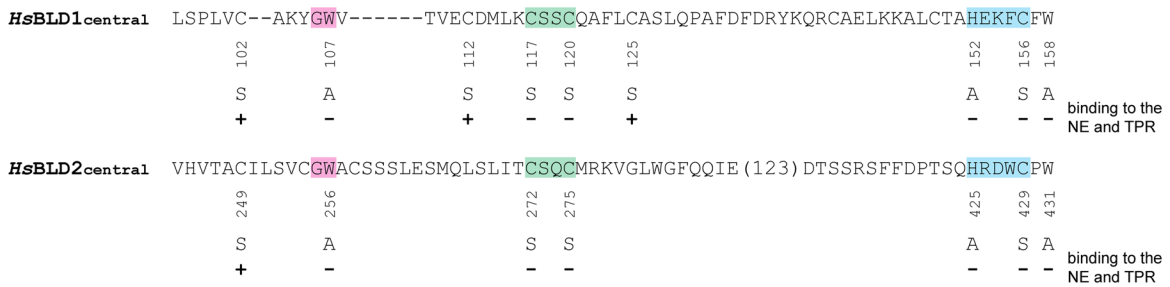 HsBLD1central LSPLVC--AKYGWV------TVECDMLKCSSCQAFLCASLQPAFDFDRYKQRCAELKKALCTAHEKFCFW
102 107 112 117 120 125 152 156 158
S A S S S S A S A
+ - + - - + - - - binding to the
NE and TPR
HsBLD2central VHVTACILSVCGWACSSSLESMQLSLITCSQCMRKVGLWGFQQIE(123)DTSSRSFFDPTSQHRDWCPW
249 256 272 275 425 429 431
S A S S A S A
+ - - - - - - binding to the
NE and TPR